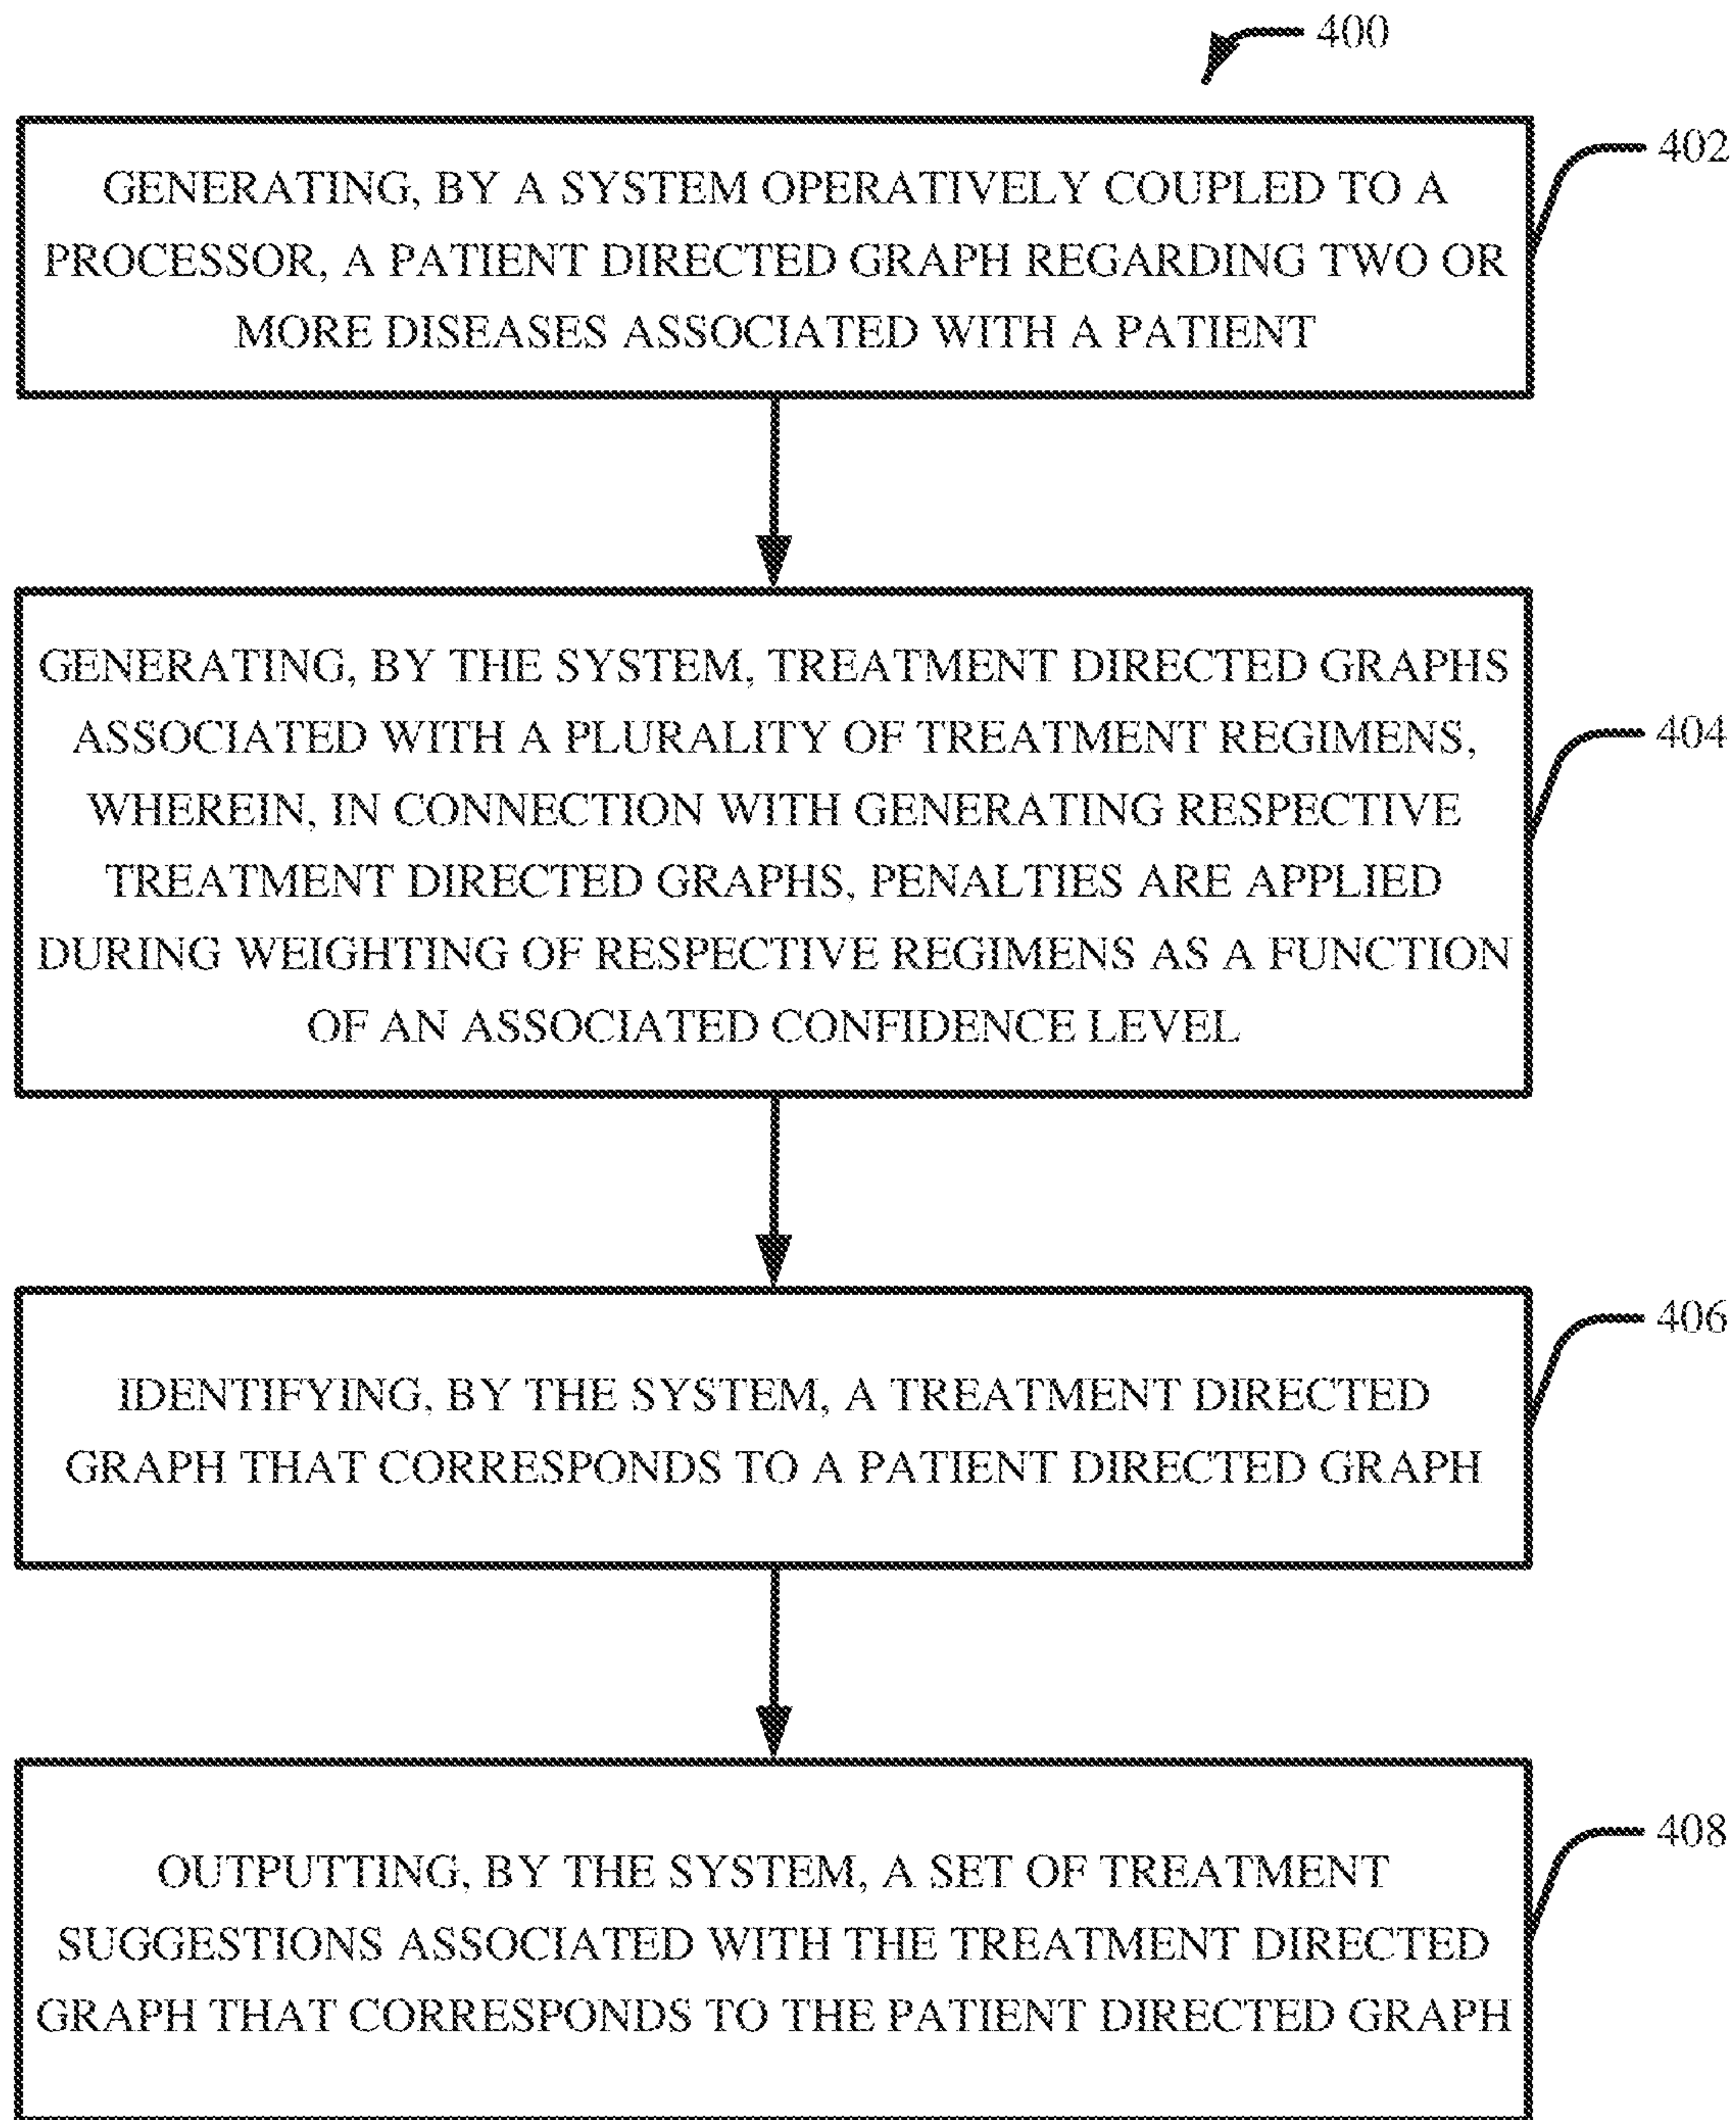 400
402
GENERATING, BY A SYSTEM OPERATIVELY COUPLED TO A
PROCESSOR, A PATIENT DIRECTED GRAPH REGARDING TWO OR
MORE DISEASES ASSOCIATED WITH A PATIENT
GENERATING, BY THE SYSTEM, TREATMENT DIRECTED GRAPHS
ASSOCIATED WITH A PLURALITY OF TREATMENT REGIMENS,
404
WHEREIN, IN CONNECTION WITH GENERATING RESPECTIVE
TREATMENT DIRECTED GRAPHS, PENALTIES ARE APPLIED
DURING WEIGHTING OF RESPECTIVE REGIMENS AS A FUNCTION
OF AN ASSOCIATED CONFIDENCE LEVEL
406
IDENTIFYING, BY THE SYSTEM, A TREATMENT DIRECTED
GRAPH THAT CORRESPONDS TO A PATIENT DIRECTED GRAPH
408
OUTPUTTING, BY THE SYSTEM, A SET OF TREATMENT
SUGGESTIONS ASSOCIATED WITH THE TREATMENT DIRECTED
GRAPH THAT CORRESPONDS TO THE PATIENT DIRECTED GRAPH